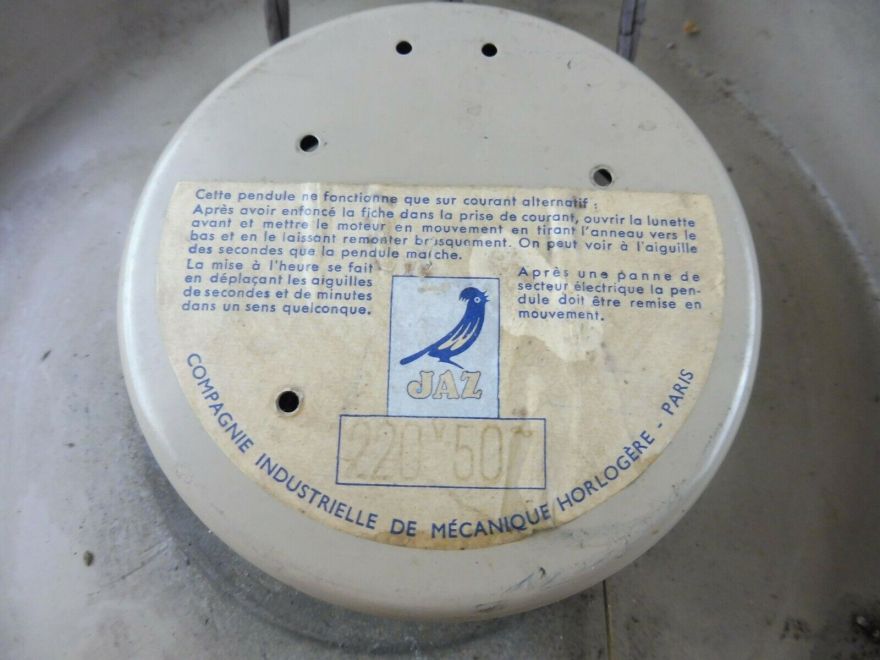 Cette pendule ne fonctionne que sur courant alternatif :
Après avoir enfoncé la fiche dans la prise de courant, ouvrir la lunette
avant et mettre le moteur en mouvement en tirant l'anneau vers le
bas et en le laissant remonter brusquement. On peut voir à l'aiguille
des secondes que la pendule marche.
La mise à l'heure se fait
en déplaçant les aiguilles
de secondes et de minutes
dans un sens quelconque.
Après une panne de
secteur électrique la pen-
dule doit être remise en
mouvement.
JAZ
220 V 50~
COMPAGNIE INDUSTRIELLE DE MÉCANIQUE HORLOGÈRE - PARIS